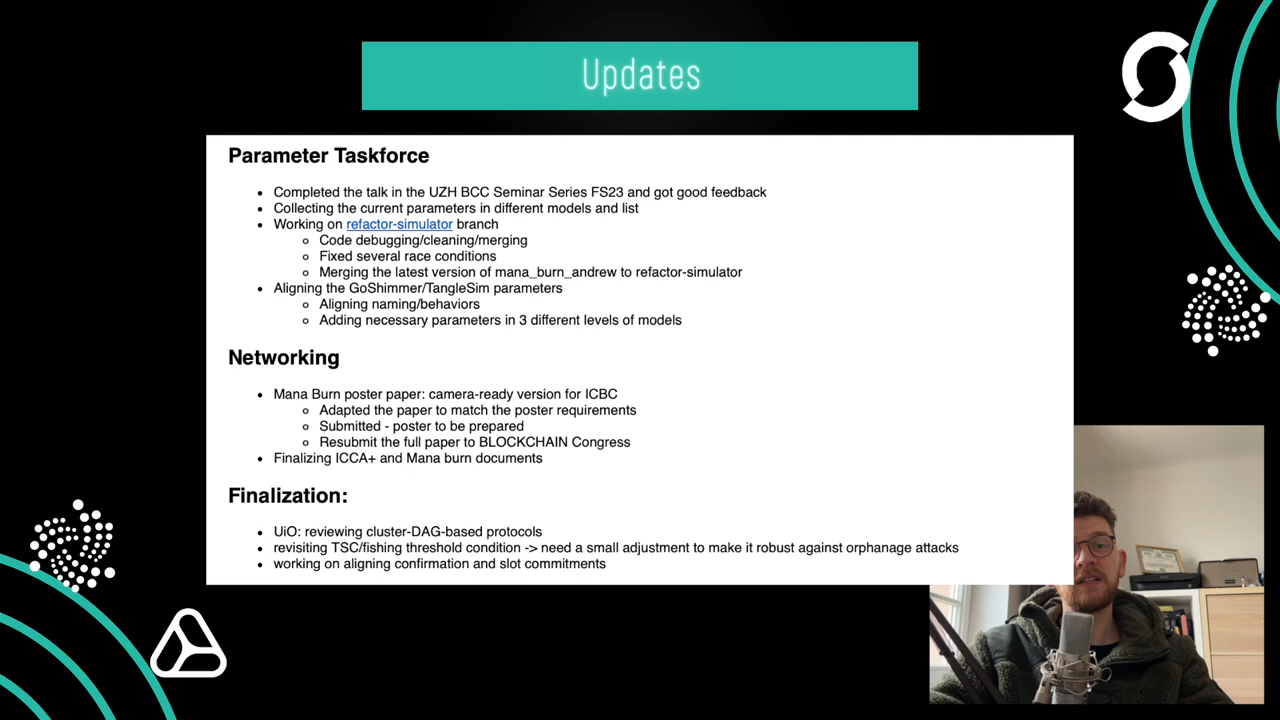 Updates
Parameter Taskforce
• Completed the talk in the UZH BCC Seminar Series FS23 and got good feedback
• Collecting the current parameters in different models and list
• Working on refactor-simulator branch
○ Code debugging/cleaning/merging
○ Fixed several race conditions
○ Merging the latest version of mana_burn_andrew to refactor-simulator
• Aligning the GoShimmer/TangleSim parameters
○ Aligning naming/behaviors
○ Adding necessary parameters in 3 different levels of models
Networking
• Mana Burn poster paper: camera-ready version for ICBC
○ Adapted the paper to match the poster requirements
○ Submitted - poster to be prepared
○ Resubmit the full paper to BLOCKCHAIN Congress
• Finalizing ICCA+ and Mana burn documents
Finalization:
• UiO: reviewing cluster-DAG-based protocols
• revisiting TSC/fishing threshold condition -> need a small adjustment to make it robust against orphanage attacks
• working on aligning confirmation and slot commitments